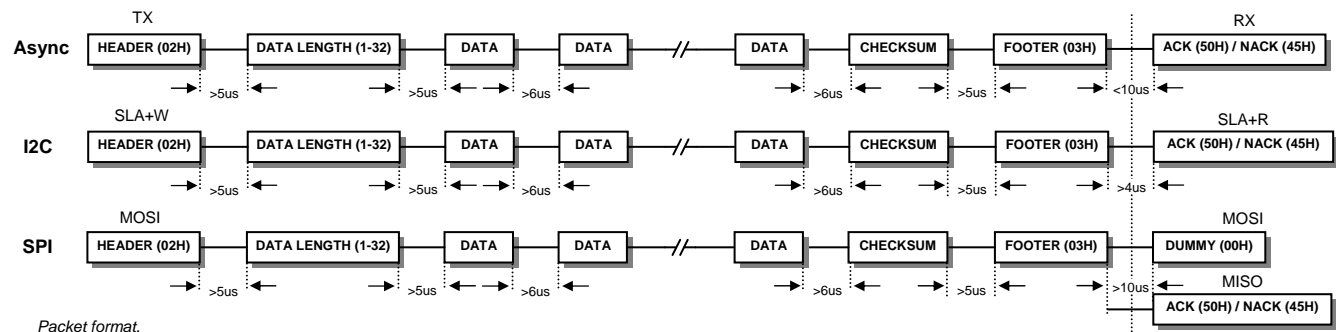 TX RX
Async HEADER (02H) DATA LENGTH (1-32) DATA DATA // DATA CHECKSUM FOOTER (03H) ACK (50H) / NACK (45H)
>5us >5us >6us >6us >5us <10us
SLA+W SLA+R
I2C HEADER (02H) DATA LENGTH (1-32) DATA DATA // DATA CHECKSUM FOOTER (03H) ACK (50H) / NACK (45H)
>5us >5us >6us >6us >5us >4us
MOSI MOSI
SPI HEADER (02H) DATA LENGTH (1-32) DATA DATA // DATA CHECKSUM FOOTER (03H) DUMMY (00H)
>5us >5us >6us >6us >5us >10us MISO
ACK (50H) / NACK (45H)
Packet format.